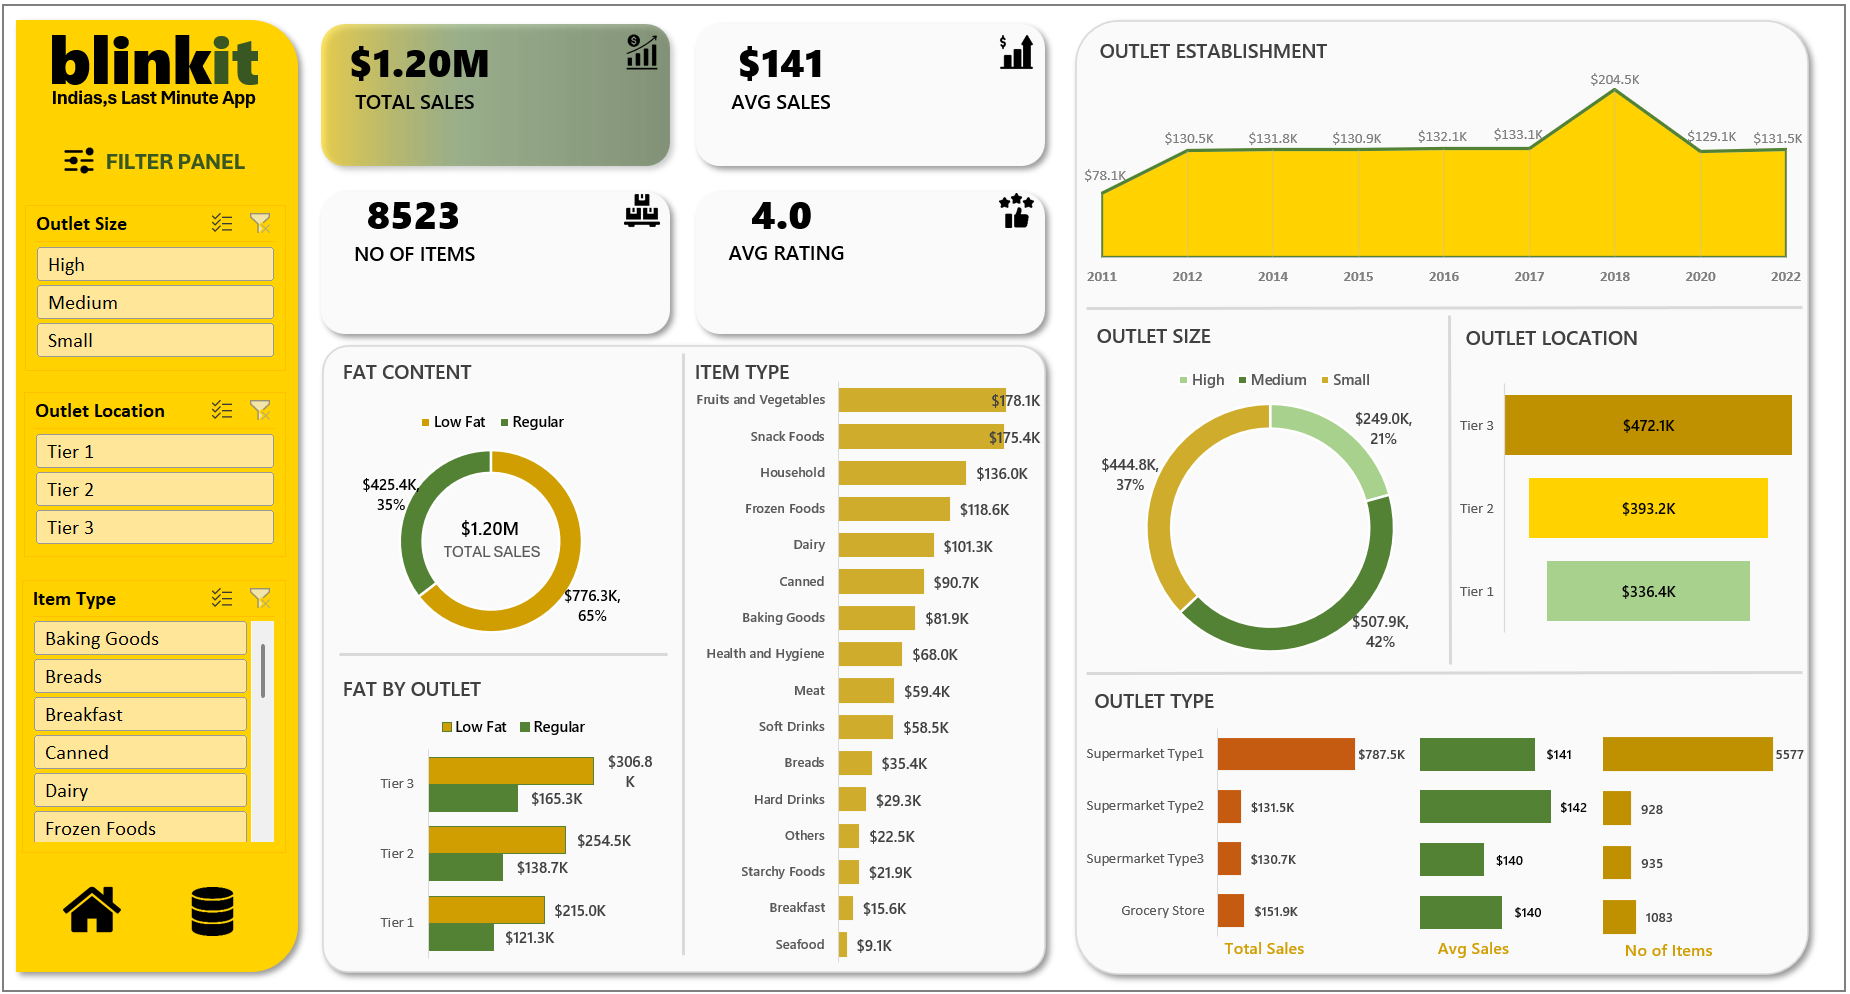 blinkit
Indias,s Last Minute App
FILTER PANEL
Outlet Size
High
Medium
Small
Outlet Location
Tier 1
Tier 2
Tier 3
Item Type
Baking Goods
Breads
Breakfast
Canned
Dairy
Frozen Foods
$1.20M
TOTAL SALES
$141
AVG SALES
8523
NO OF ITEMS
4.0
AVG RATING
FAT CONTENT
Low Fat Regular
$425.4K,
35%
$1.20M
TOTAL SALES
$776.3K,
65%
FAT BY OUTLET
Low Fat Regular
Tier 3
$306.8
K
$165.3K
Tier 2
$254.5K
$138.7K
Tier 1
$215.0K
$121.3K
ITEM TYPE
Fruits and Vegetables $178.1K
Snack Foods $175.4K
Household $136.0K
Frozen Foods $118.6K
Dairy $101.3K
Canned $90.7K
Baking Goods $81.9K
Health and Hygiene $68.0K
Meat $59.4K
Soft Drinks $58.5K
Breads $35.4K
Hard Drinks $29.3K
Others $22.5K
Starchy Foods $21.9K
Breakfast $15.6K
Seafood $9.1K
OUTLET ESTABLISHMENT
$78.1K $130.5K $131.8K $130.9K $132.1K $133.1K $204.5K $129.1K $131.5K
2011 2012 2014 2015 2016 2017 2018 2020 2022
OUTLET SIZE
High Medium Small
$249.0K,
21%
$444.8K,
37%
$507.9K,
42%
OUTLET LOCATION
Tier 3 $472.1K
Tier 2 $393.2K
Tier 1 $336.4K
OUTLET TYPE
Supermarket Type1 $787.5K $141 5577
Supermarket Type2 $131.5K $142 928
Supermarket Type3 $130.7K $140 935
Grocery Store $151.9K $140 1083
Total Sales Avg Sales No of Items